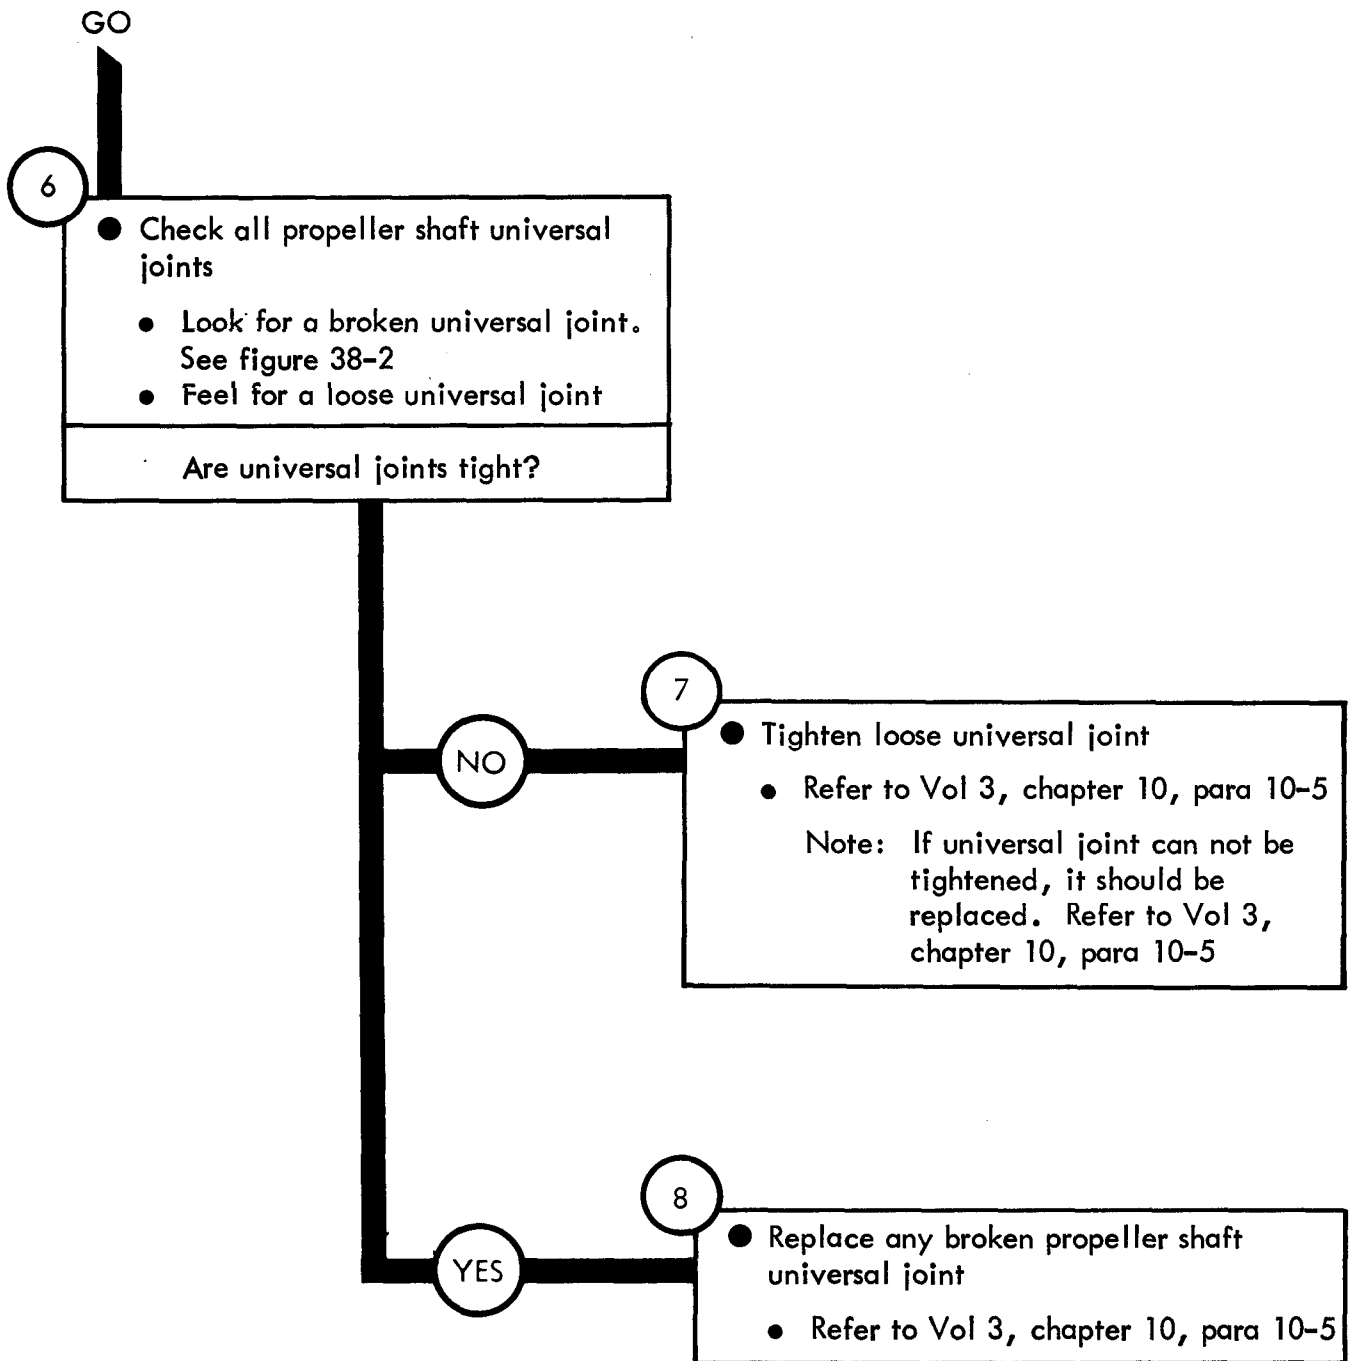 GO
6
● Check all propeller shaft universal
joints
● Look for a broken universal joint.
See figure 38-2
● Feel for a loose universal joint
Are universal joints tight?
NO
7
● Tighten loose universal joint
● Refer to Vol 3, chapter 10, para 10-5
Note: If universal joint can not be
tightened, it should be
replaced. Refer to Vol 3,
chapter 10, para 10-5
YES
8
● Replace any broken propeller shaft
universal joint
● Refer to Vol 3, chapter 10, para 10-5